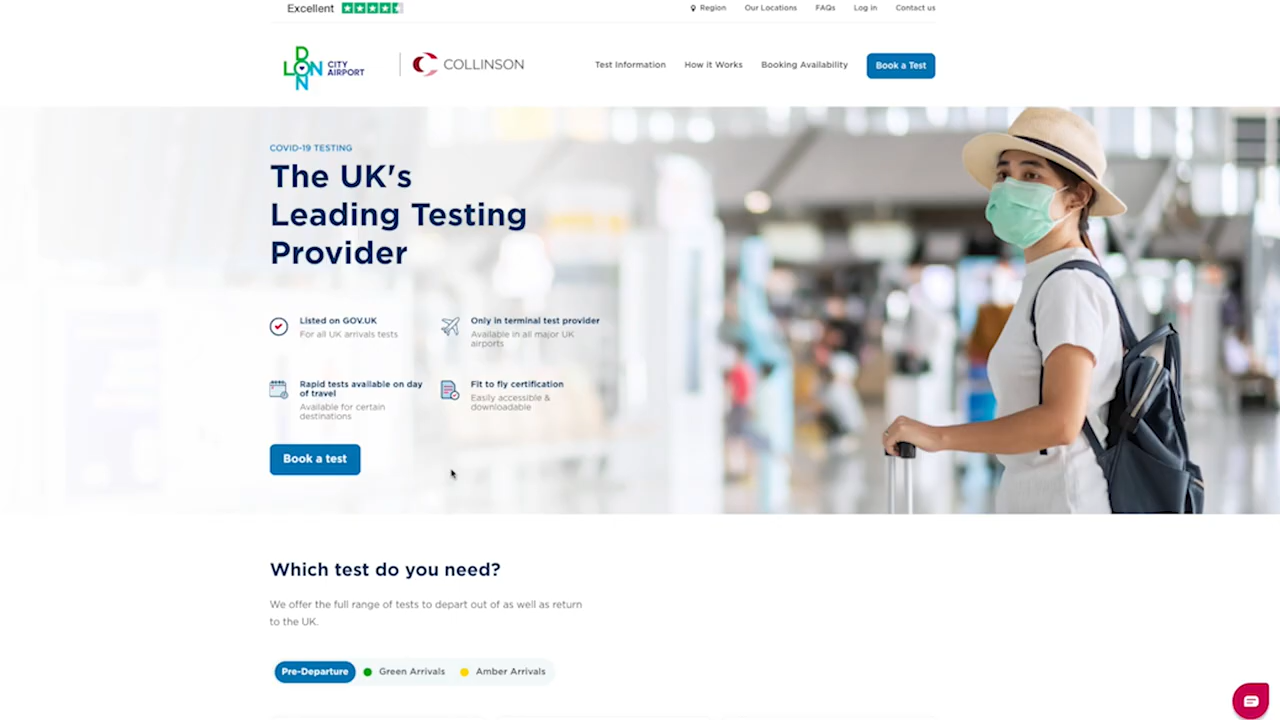 Excellent
Region
Our Locations
FAQs
Log in
Contact us
LONDON
CITY
AIRPORT
COLLINSON
Test Information
How it Works
Booking Availability
Book a Test
COVID-19 TESTING
The UK's
Leading Testing
Provider
Listed on GOV.UK
For all UK arrivals tests
Only in terminal test provider
Available in all major UK
airports
Rapid tests available on day
of travel
Available for certain
destinations
Fit to fly certification
Easily accessible &
downloadable
Book a test
Which test do you need?
We offer the full range of tests to depart out of as well as return
to the UK.
Pre-Departure
Green Arrivals
Amber Arrivals